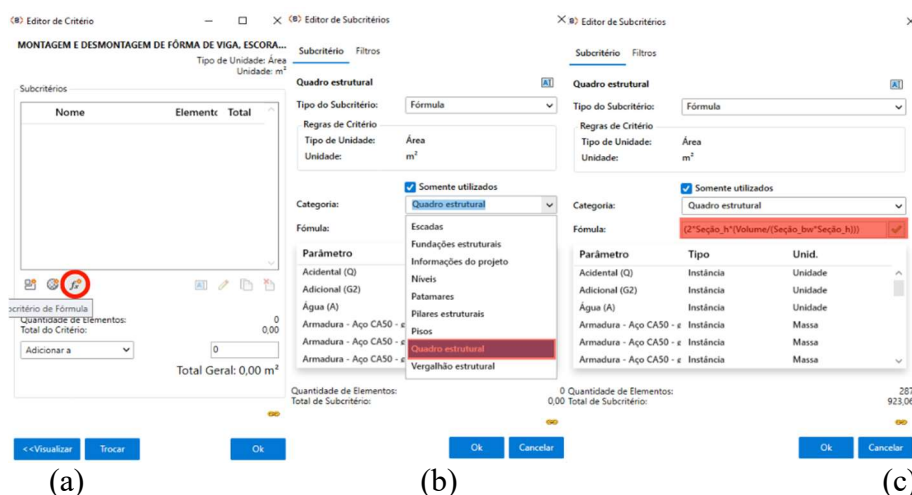 Editor de Critério
MONTAGEM E DESMONTAGEM DE FÔRMA DE VIGA, ESCORA...
Tipo de Unidade: Área
Unidade: m²
Subcritérios
Nome Elemento Total
ocritério de Fórmula
Quantidade de Elementos: 0
Total do Critério: 0,00
Adicionar a 0
Total Geral: 0,00 m²
<<Visualizar Trocar Ok
(a)
Editor de Subcritérios
Subcritério Filtros
Quadro estrutural
Tipo do Subcritério: Fórmula
Regras de Critério
Tipo de Unidade: Área
Unidade: m²
Somente utilizados
Categoria: Quadro estrutural
Fómula:
Escadas
Fundações estruturais
Informações do projeto
Níveis
Patamares
Pilares estruturais
Pisos
Quadro estrutural
Vergalhão estrutural
Parâmetro
Acidental (Q)
Adicional (G2)
Água (A)
Armadura - Aço CA50 -
Armadura - Aço CA50 -
Armadura - Aço CA50 -
Quantidade de Elementos: 0
Total de Subcritério: 0,00
Ok Cancelar
(b)
Editor de Subcritérios
Subcritério Filtros
Quadro estrutural
Tipo do Subcritério: Fórmula
Regras de Critério
Tipo de Unidade: Área
Unidade: m²
Somente utilizados
Categoria: Quadro estrutural
Fómula: (2*Seção_h*(Volume/(Seção_bw*Seção_h)))
Parâmetro Tipo Unid.
Acidental (Q) Instância Unidade
Adicional (G2) Instância Unidade
Água (A) Instância Unidade
Armadura - Aço CA50 - Instância Massa
Armadura - Aço CA50 - Instância Massa
Armadura - Aço CA50 - Instância Massa
Quantidade de Elementos: 287
Total de Subcritério: 923,06
Ok Cancelar
(c)